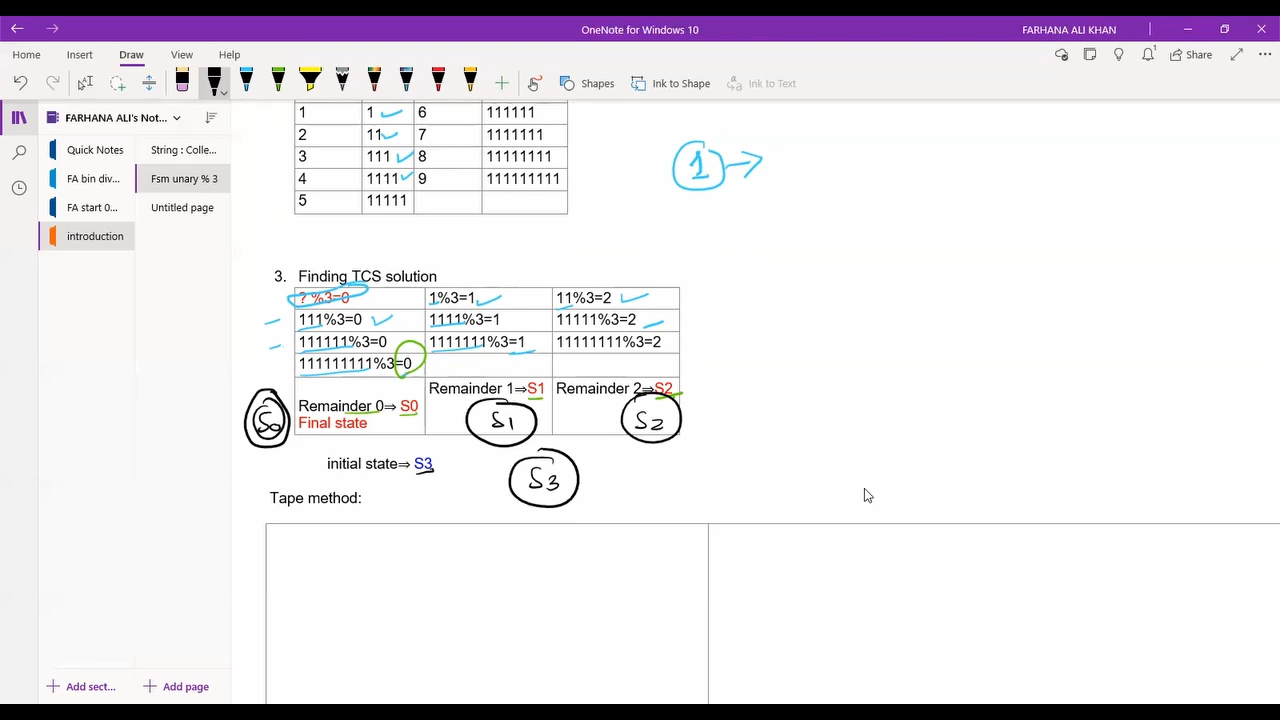 OneNote for Windows 10
FARHANA ALI KHAN
Home Insert Draw View Help
Share
Shapes Ink to Shape Ink to Text
FARHANA ALI's Not...
Quick Notes
FA bin div...
FA start 0...
introduction
String : Colle...
Fsm unary % 3
Untitled page
Add sect... Add page
1 1 6 111111
2 11 7 1111111
3 111 8 11111111
4 1111 9 111111111
5 11111
1 →
3. Finding TCS solution
? %3=0 1%3=1 11%3=2
111%3=0 1111%3=1 11111%3=2
111111%3=0 1111111%3=1 11111111%3=2
111111111%3=0
Remainder 0⇒ S0
Final state
Remainder 1⇒S1 Remainder 2⇒S2
S0 S1 S2
initial state⇒ S3
S3
Tape method: